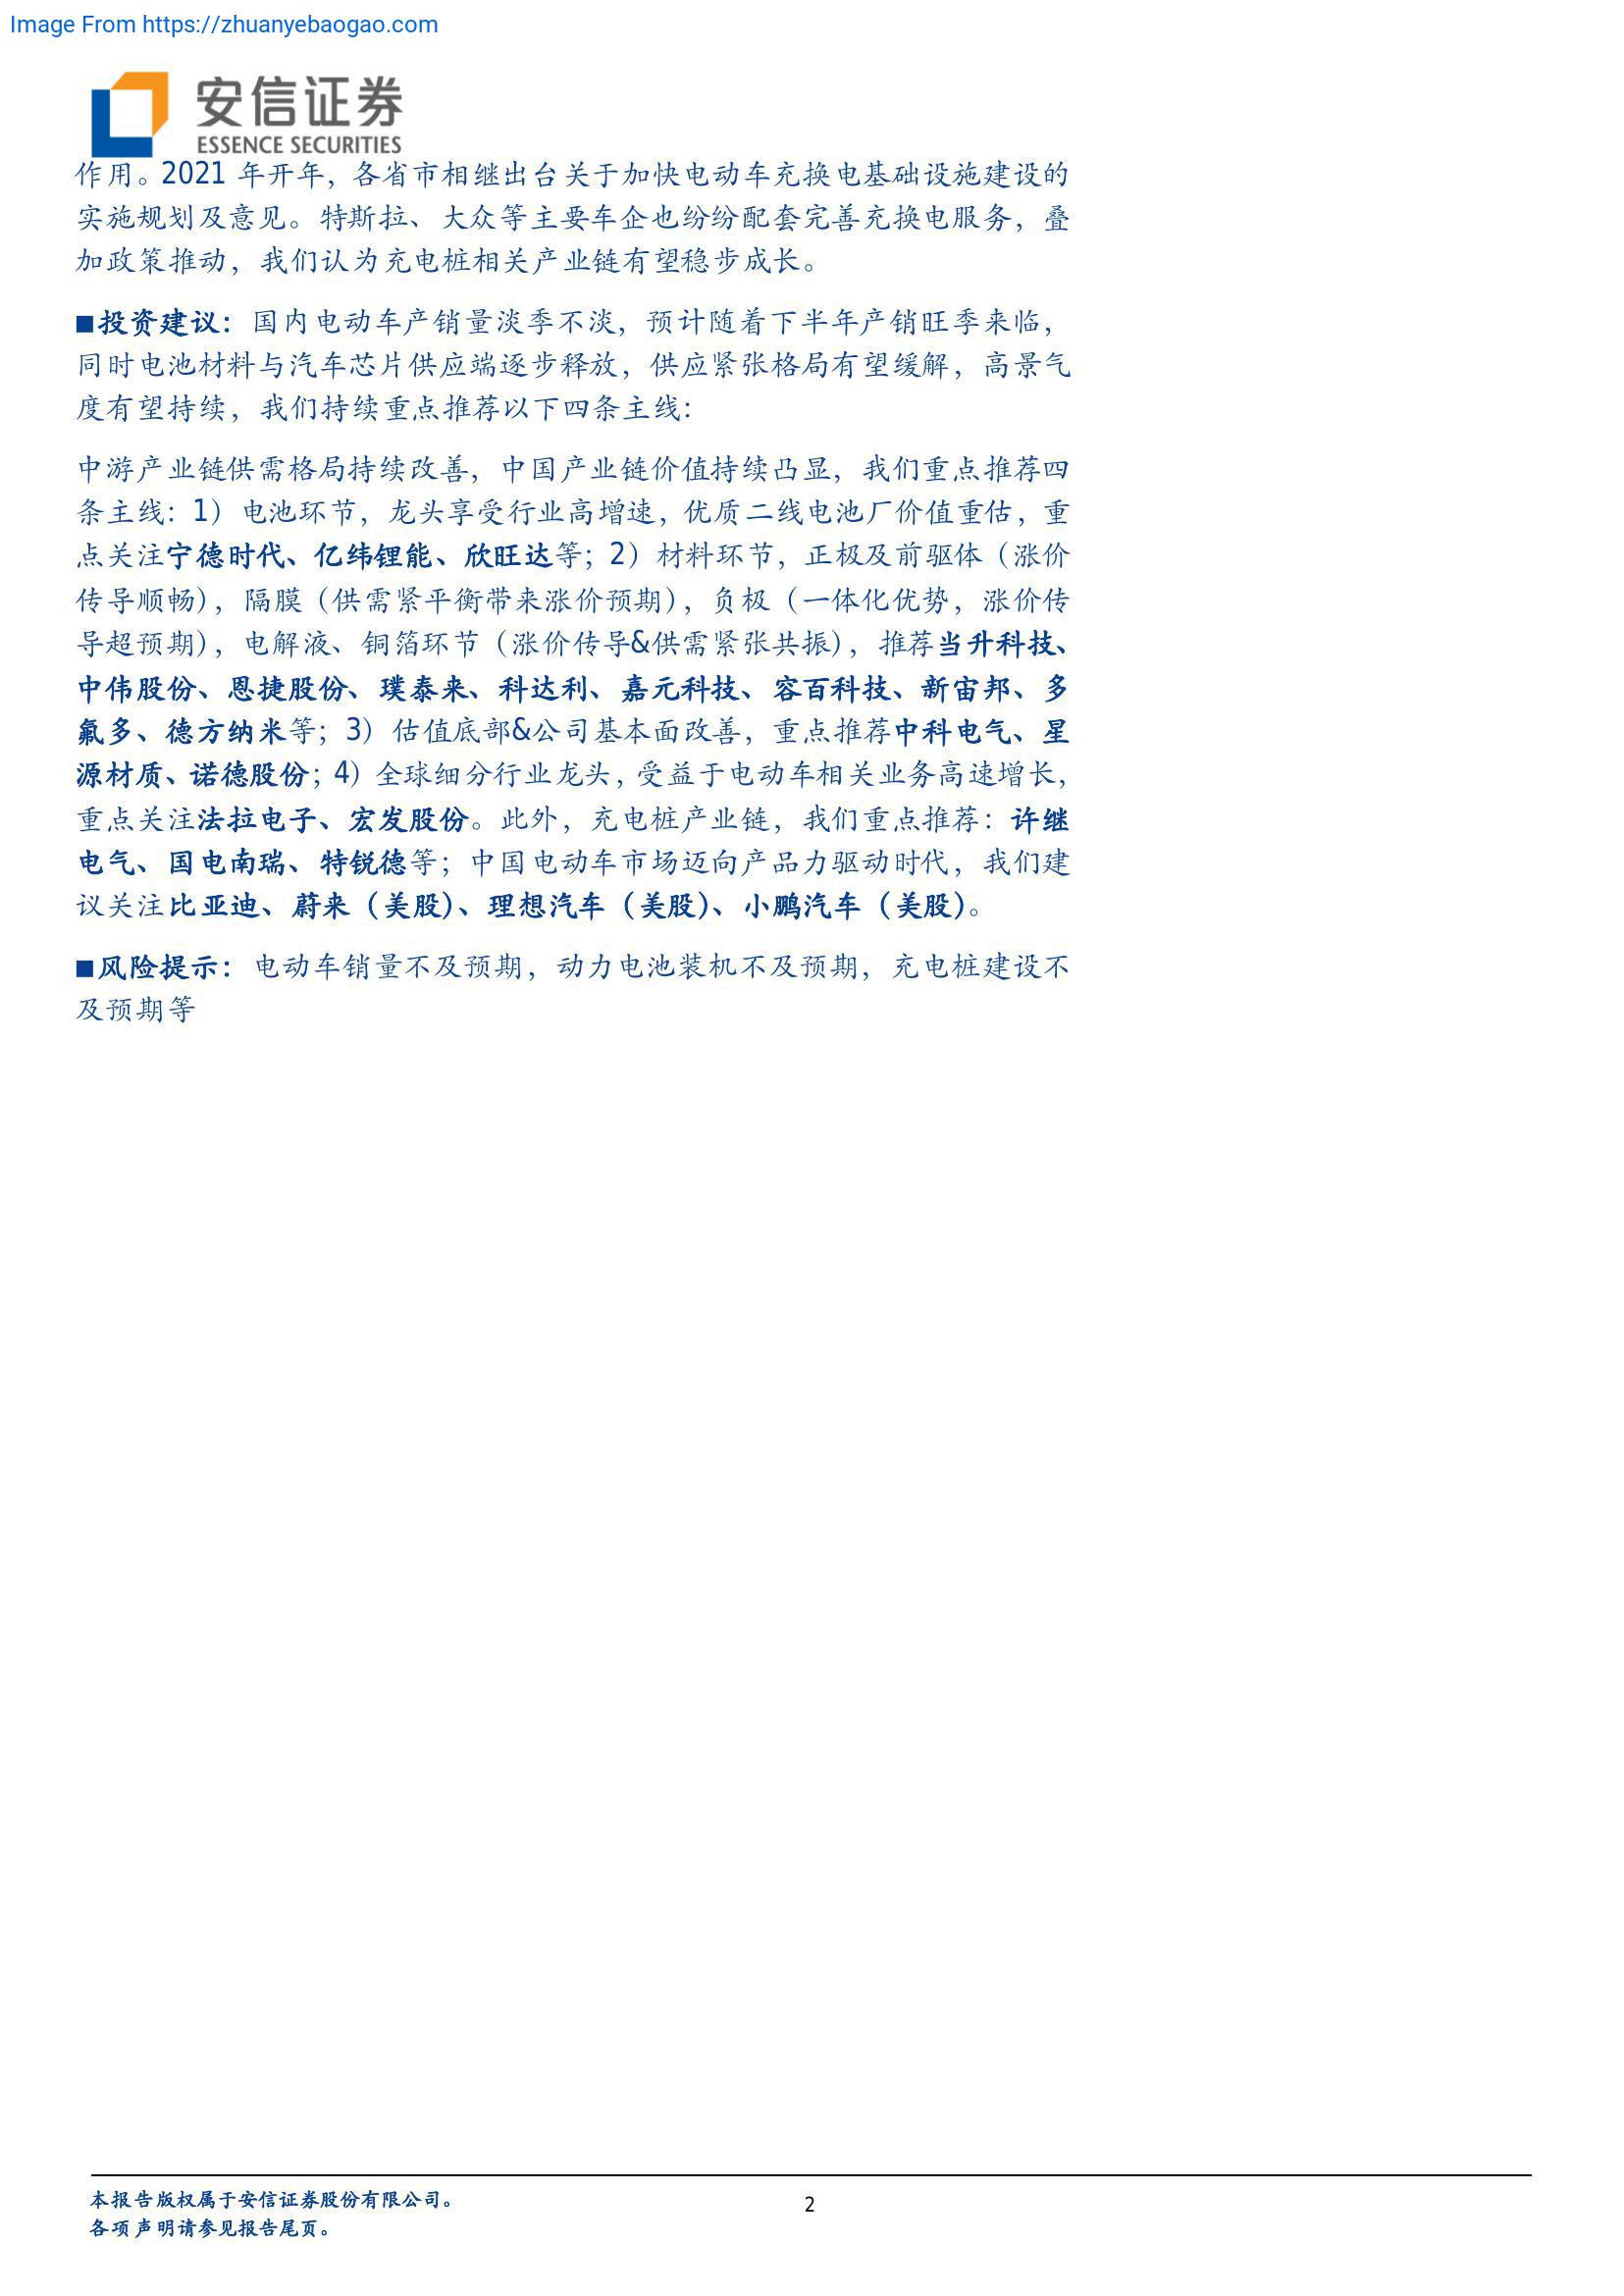 Image From https://zhuanyebaogao.com
安信证券
ESSENCE SECURITIES
作用。2021 年开年，各省市相继出台关于加快电动车充换电基础设施建设的
实施规划及意见。特斯拉、大众等主要车企也纷纷配套完善充换电服务，叠
加政策推动，我们认为充电桩相关产业链有望稳步成长。
■投资建议：国内电动车产销量淡季不淡，预计随着下半年产销旺季来临，
同时电池材料与汽车芯片供应端逐步释放，供应紧张格局有望缓解，高景气
度有望持续，我们持续重点推荐以下四条主线：
中游产业链供需格局持续改善，中国产业链价值持续凸显，我们重点推荐四
条主线：1）电池环节，龙头享受行业高增速，优质二线电池厂价值重估，重
点关注宁德时代、亿纬锂能、欣旺达等；2）材料环节，正极及前驱体（涨价
传导顺畅），隔膜（供需紧平衡带来涨价预期），负极（一体化优势，涨价传
导超预期），电解液、铜箔环节（涨价传导&供需紧张共振），推荐当升科技、
中伟股份、恩捷股份、璞泰来、科达利、嘉元科技、容百科技、新宙邦、多
氟多、德方纳米等；3）估值底部&公司基本面改善，重点推荐中科电气、星
源材质、诺德股份；4）全球细分行业龙头，受益于电动车相关业务高速增长，
重点关注法拉电子、宏发股份。此外，充电桩产业链，我们重点推荐：许继
电气、国电南瑞、特锐德等；中国电动车市场迈向产品力驱动时代，我们建
议关注比亚迪、蔚来（美股）、理想汽车（美股）、小鹏汽车（美股）。
■风险提示：电动车销量不及预期，动力电池装机不及预期，充电桩建设不
及预期等
本报告版权属于安信证券股份有限公司。
各项声明请参见报告尾页。
2